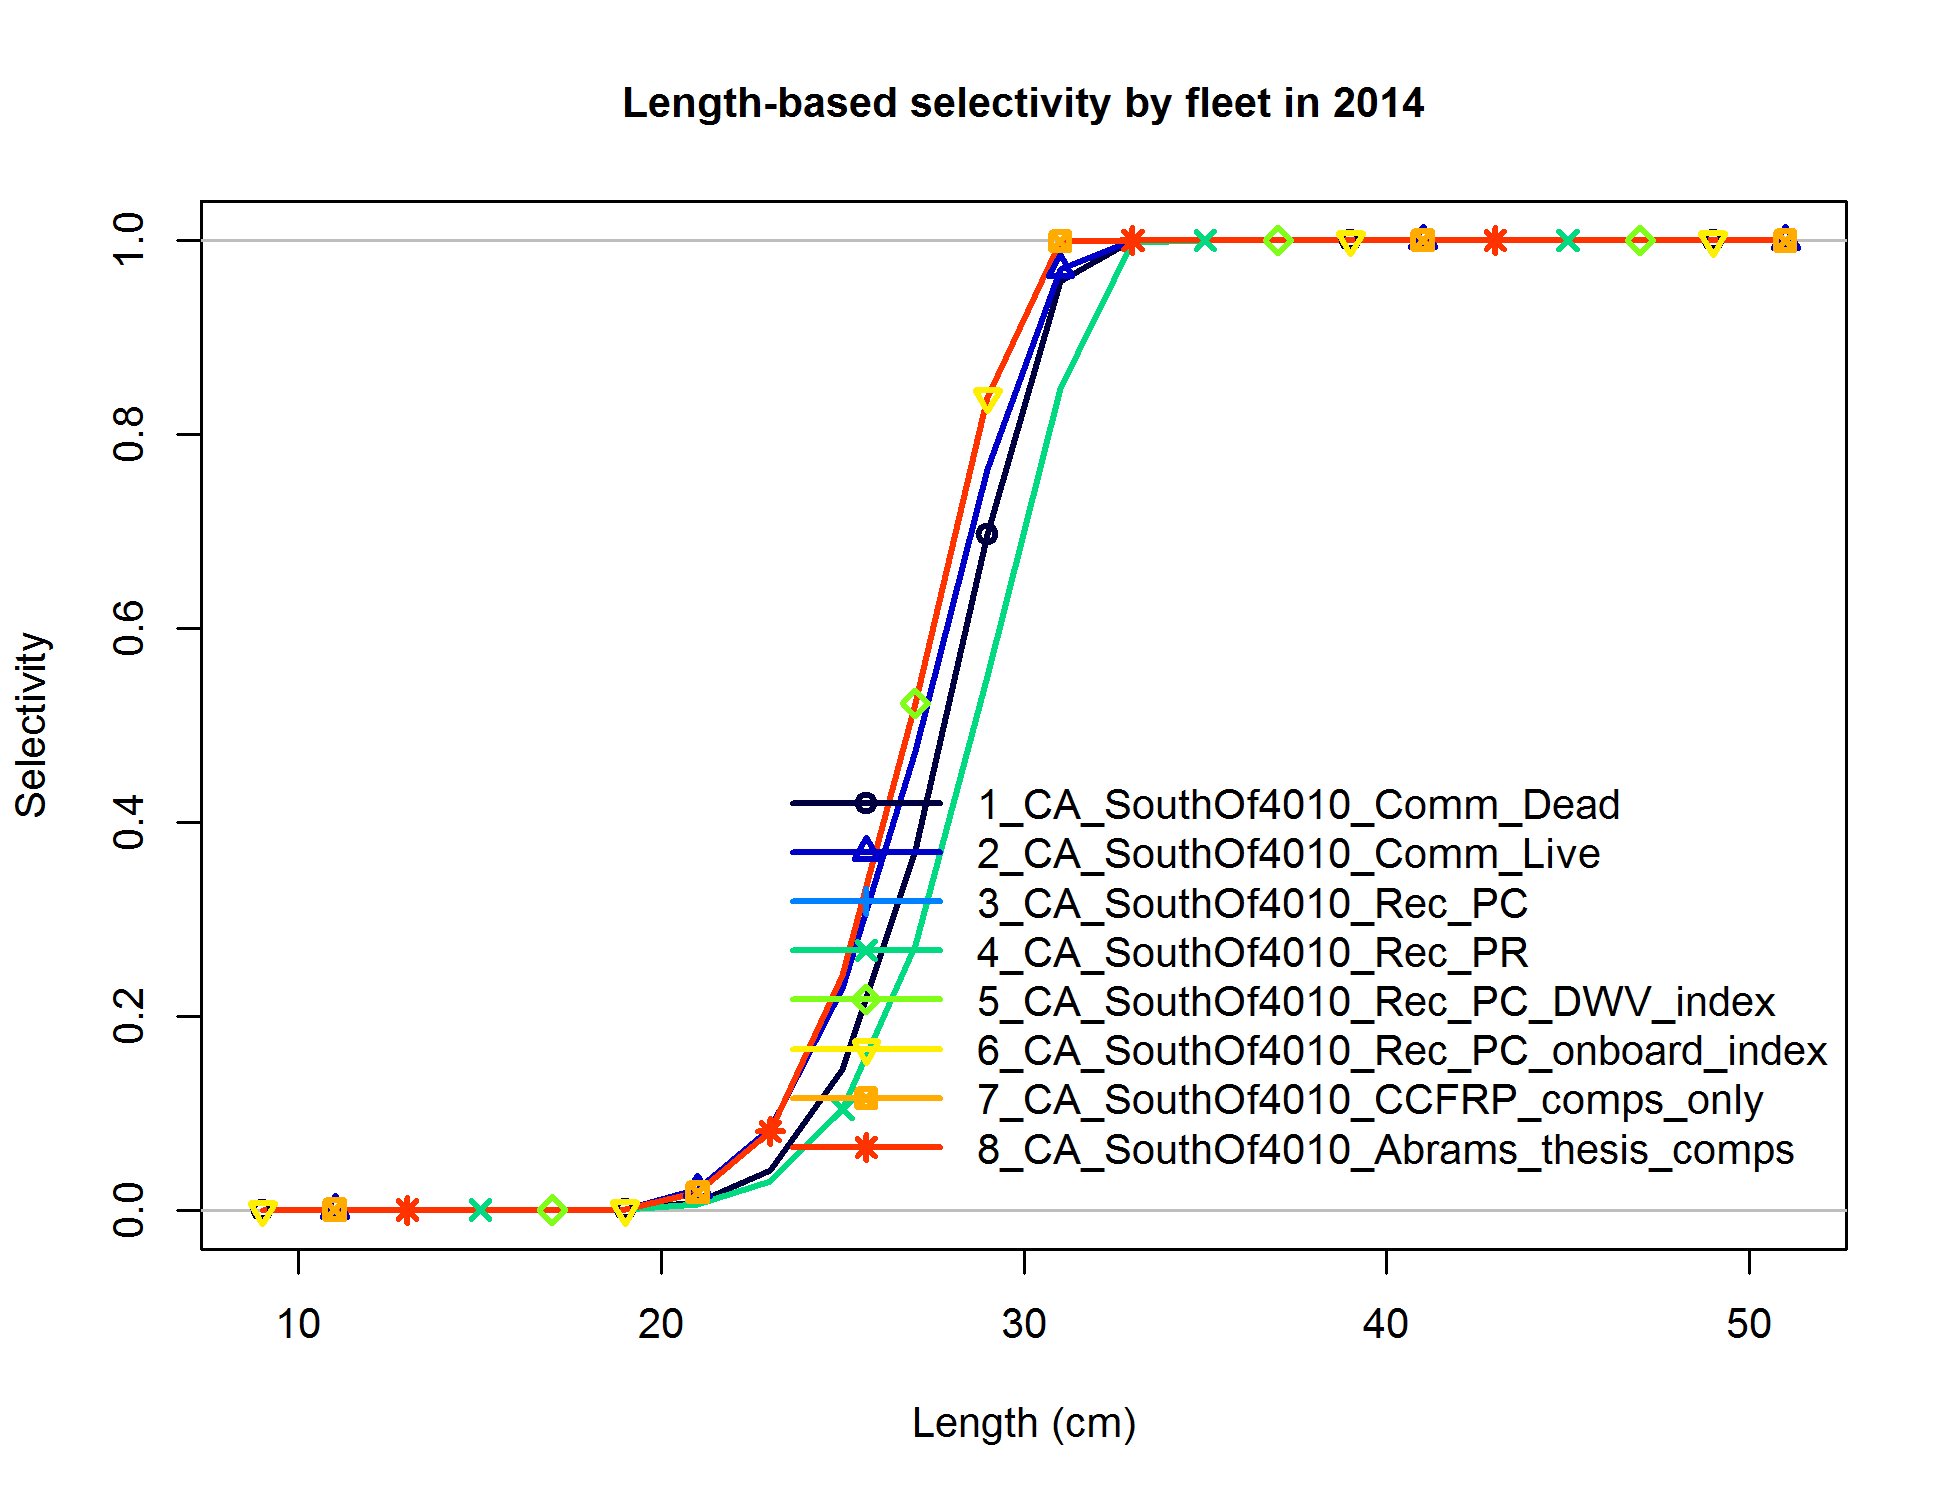 Length-based selectivity by fleet in 2014
Selectivity
1.0
0.8
0.6
0.4
0.2
0.0
1_CA_SouthOf4010_Comm_Dead
2_CA_SouthOf4010_Comm_Live
3_CA_SouthOf4010_Rec_PC
4_CA_SouthOf4010_Rec_PR
5_CA_SouthOf4010_Rec_PC_DWV_index
6_CA_SouthOf4010_Rec_PC_onboard_index
7_CA_SouthOf4010_CCFRP_comps_only
8_CA_SouthOf4010_Abrams_thesis_comps
10 20 30 40 50
Length (cm)